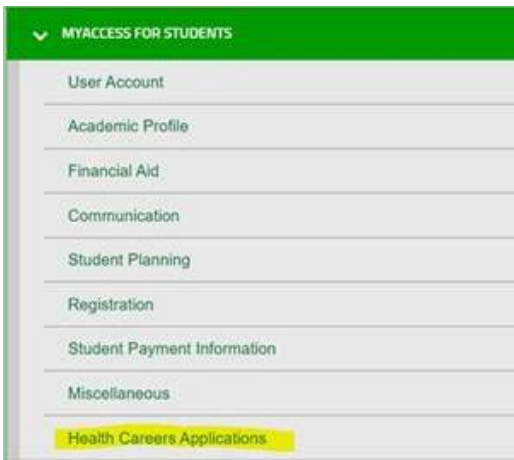 MYACCESS FOR STUDENTS
User Account
Academic Profile
Financial Aid
Communication
Student Planning
Registration
Student Payment Information
Miscellaneous
Health Careers Applications